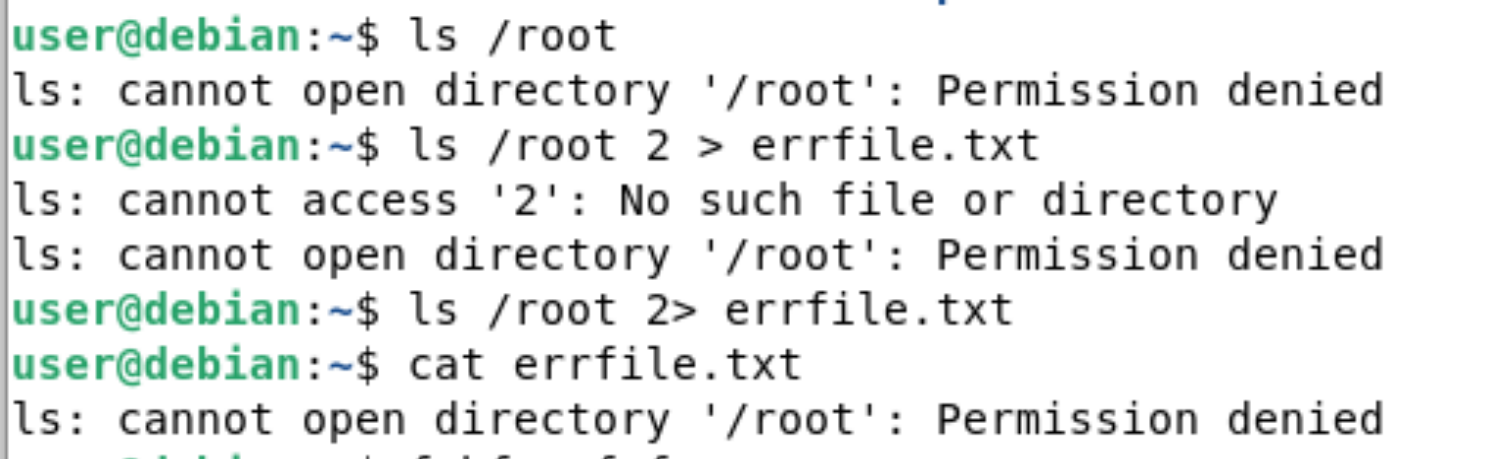 user@debian:~$ ls /root
ls: cannot open directory '/root': Permission denied
user@debian:~$ ls /root 2 > errfile.txt
ls: cannot access '2': No such file or directory
ls: cannot open directory '/root': Permission denied
user@debian:~$ ls /root 2> errfile.txt
user@debian:~$ cat errfile.txt
ls: cannot open directory '/root': Permission denied